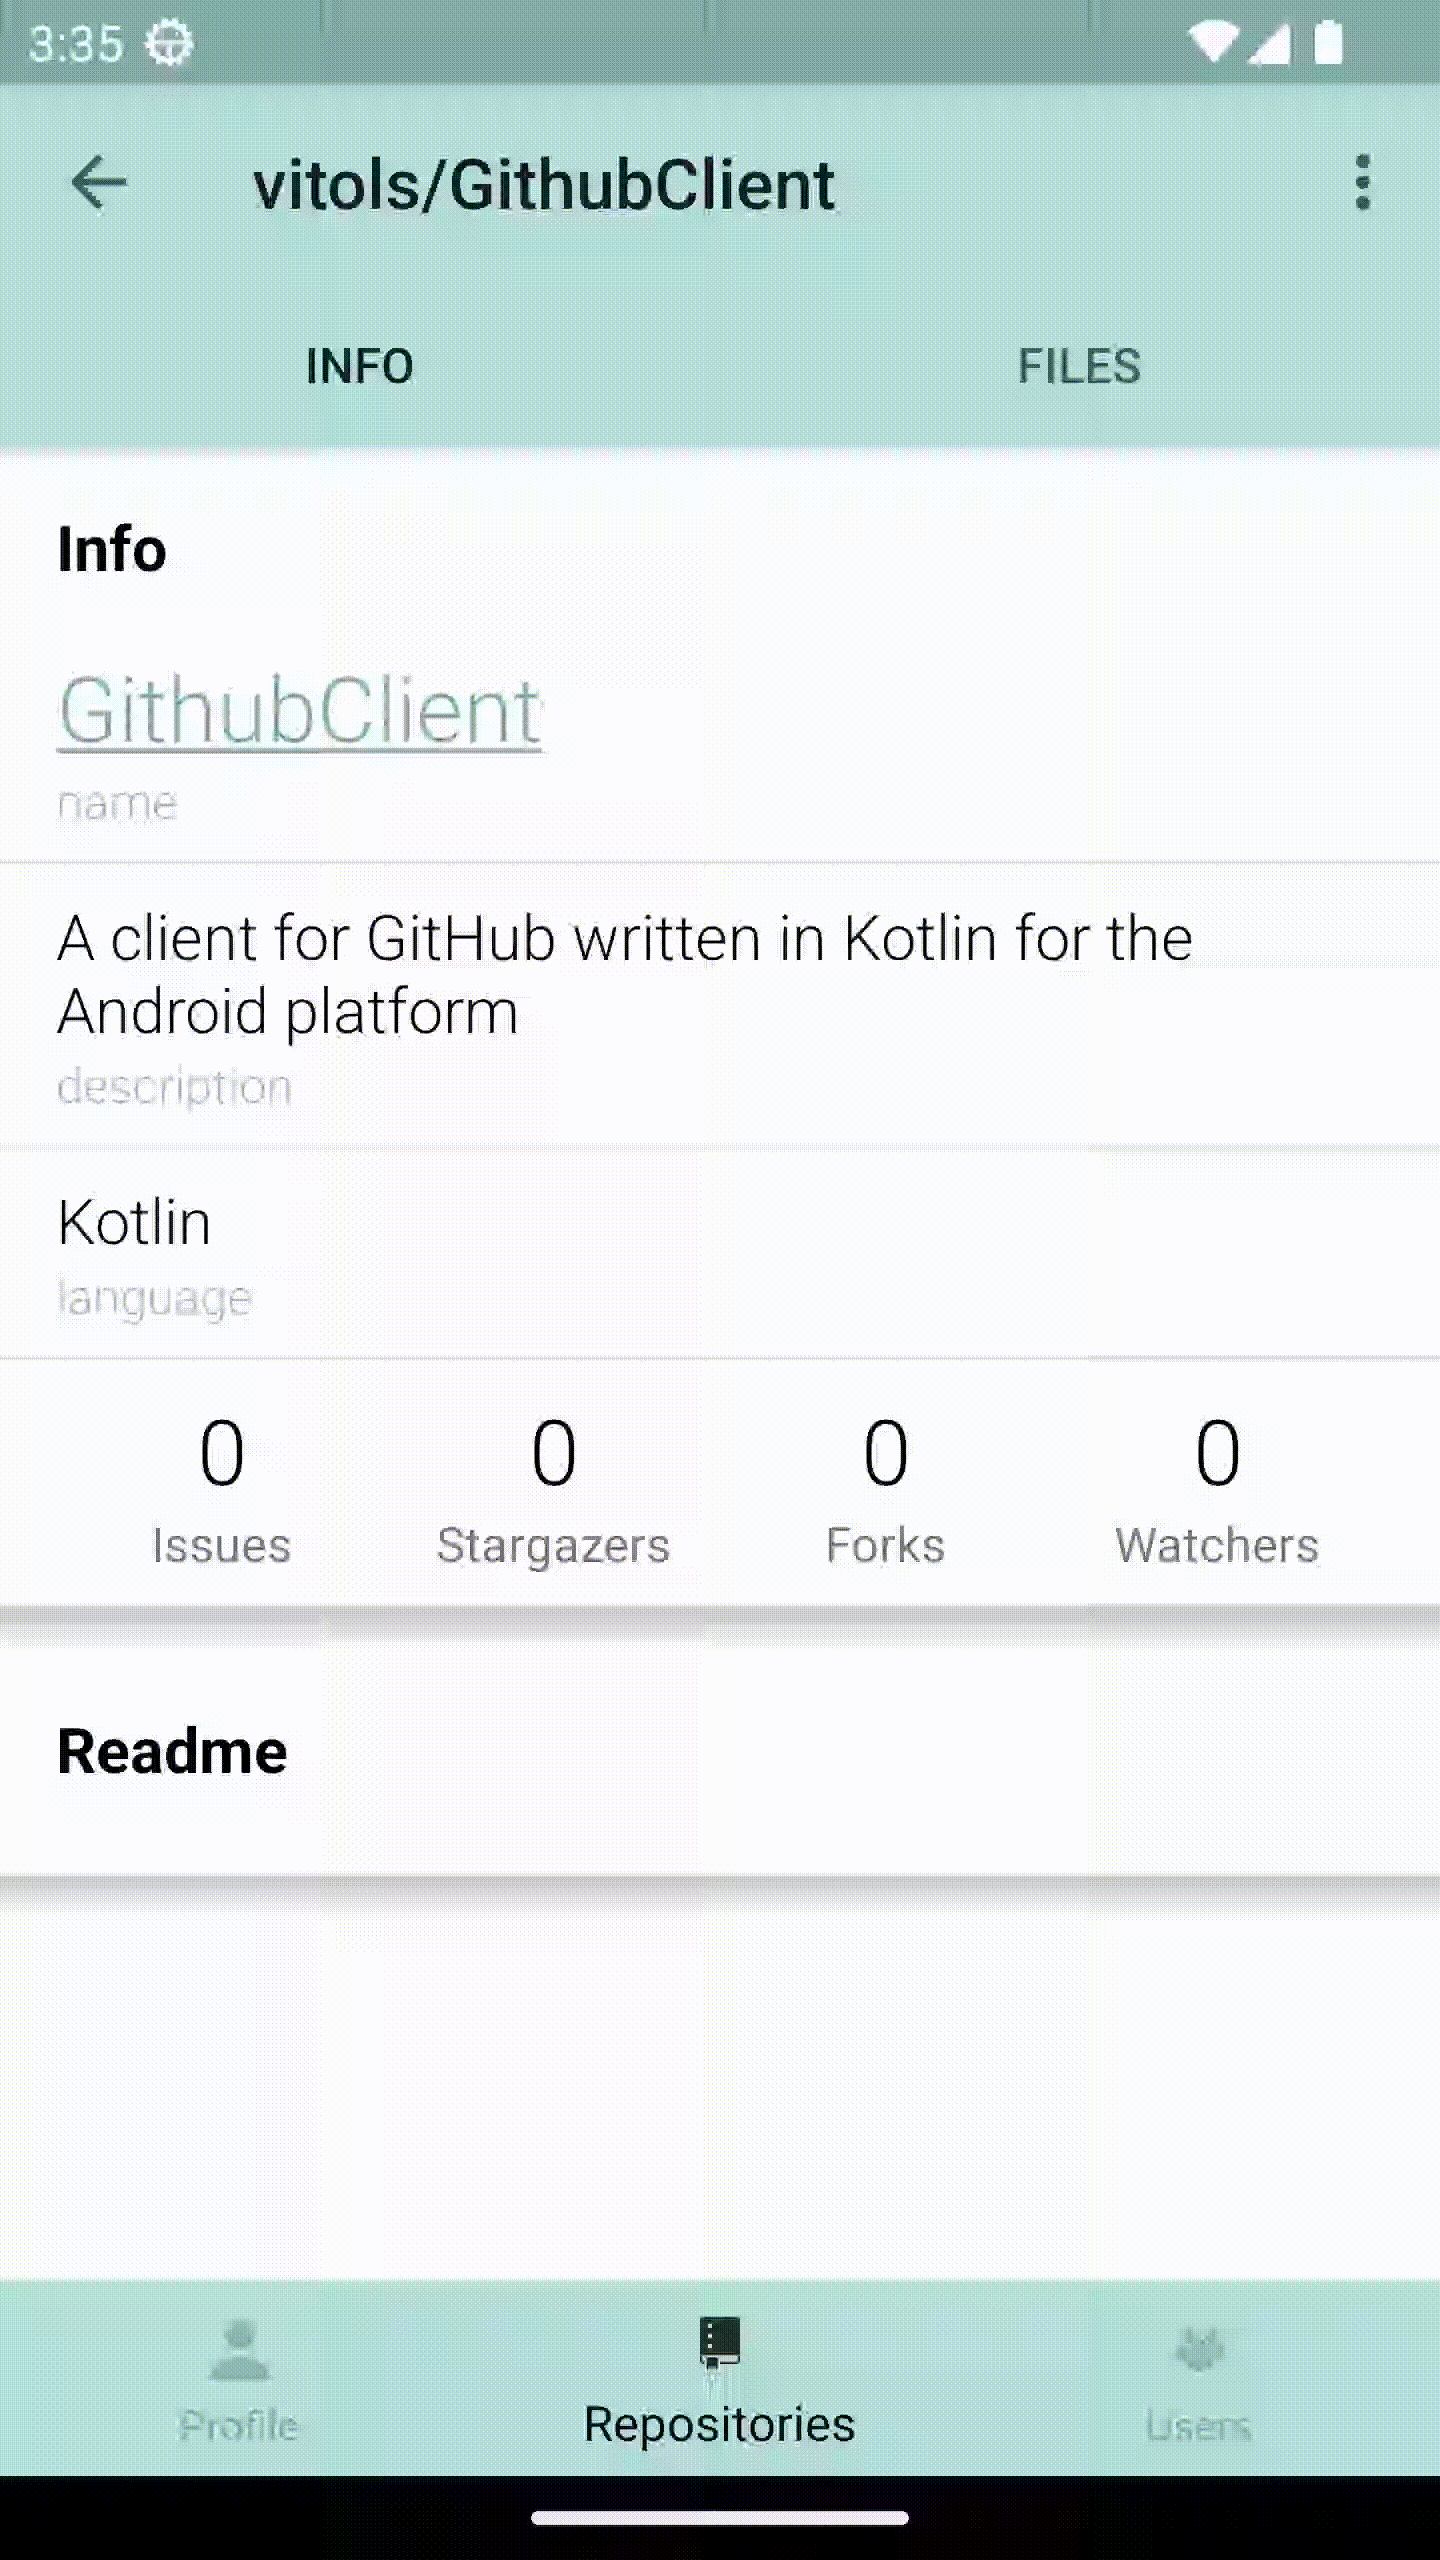 3:35
vitols/GithubClient
INFO
FILES
Info
GithubClient
name
A client for GitHub written in Kotlin for the
Android platform
description
Kotlin
language
0
0
0
0
Issues
Stargazers
Forks
Watchers
Readme
Profile
Repositories
Users